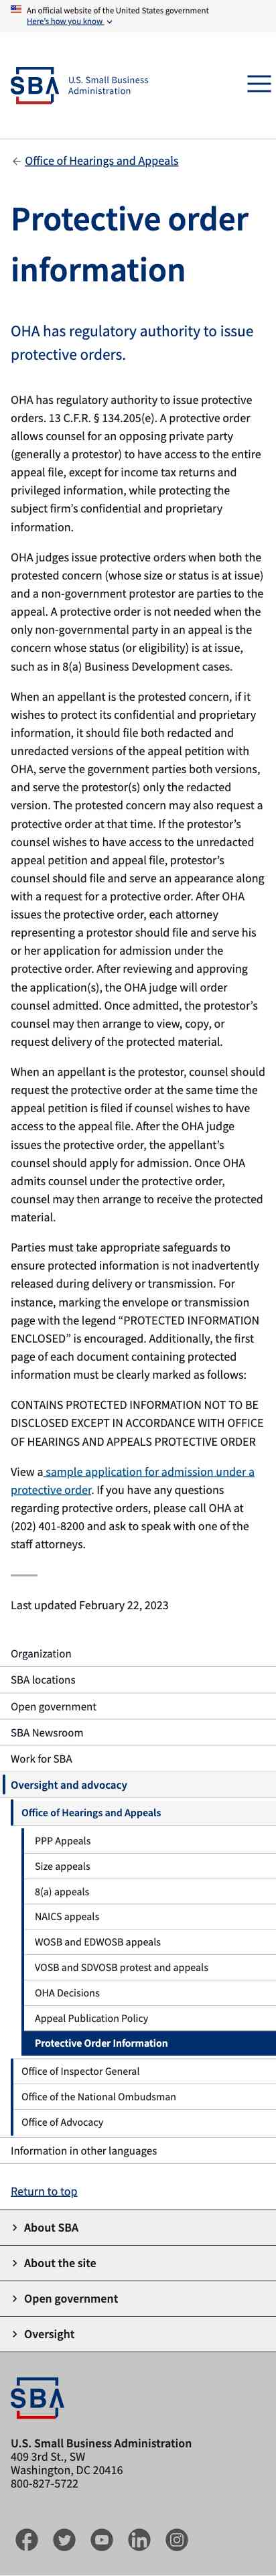 An official website of the United States government
Here's how you know
SBA
U.S. Small Business
Administration
Office of Hearings and Appeals
Protective order
information
OHA has regulatory authority to issue
protective orders.
OHA has regulatory authority to issue protective
orders. 13 C.F.R. § 134.205(e). A protective order
allows counsel for an opposing private party
(generally a protestor) to have access to the entire
appeal file, except for income tax returns and
privileged information, while protecting the
subject firm's confidential and proprietary
information.
OHA judges issue protective orders when both the
protested concern (whose size or status is at issue)
and a non-government protestor are parties to the
appeal. A protective order is not needed when the
only non-governmental party in an appeal is the
concern whose status (or eligibility) is at issue,
such as in 8(a) Business Development cases.
When an appellant is the protested concern, if it
wishes to protect its confidential and proprietary
information, it should file both redacted and
unredacted versions of the appeal petition with
OHA, serve the government parties both versions,
and serve the protestor(s) only the redacted
version. The protested concern may also request a
protective order at that time. If the protestor's
counsel wishes to have access to the unredacted
appeal petition and appeal file, protestor's
counsel should file and serve an appearance along
with a request for a protective order. After OHA
issues the protective order, each attorney
representing a protestor should file and serve his
or her application for admission under the
protective order. After reviewing and approving
the application(s), the OHA judge will order
counsel admitted. Once admitted, the protestor's
counsel may then arrange to view, copy, or
request delivery of the protected material.
When an appellant is the protestor, counsel should
request the protective order at the same time the
appeal petition is filed if counsel wishes to have
access to the appeal file. After the OHA judge
issues the protective order, the appellant's
counsel should apply for admission. Once OHA
admits counsel under the protective order,
counsel may then arrange to receive the protected
material.
Parties must take appropriate safeguards to
ensure protected information is not inadvertently
released during delivery or transmission. For
instance, marking the envelope or transmission
page with the legend “PROTECTED INFORMATION
ENCLOSED” is encouraged. Additionally, the first
page of each document containing protected
information must be clearly marked as follows:
CONTAINS PROTECTED INFORMATION NOT TO BE
DISCLOSED EXCEPT IN ACCORDANCE WITH OFFICE
OF HEARINGS AND APPEALS PROTECTIVE ORDER
View a sample application for admission under a
protective order. If you have any questions
regarding protective orders, please call OHA at
(202) 401-8200 and ask to speak with one of the
staff attorneys.
Last updated February 22, 2023
Organization
SBA locations
Open government
SBA Newsroom
Work for SBA
Oversight and advocacy
Office of Hearings and Appeals
PPP Appeals
Size appeals
8(a) appeals
NAICS appeals
WOSB and EDWOSB appeals
VOSB and SDVOSB protest and appeals
OHA Decisions
Appeal Publication Policy
Protective Order Information
Office of Inspector General
Office of the National Ombudsman
Office of Advocacy
Information in other languages
Return to top
About SBA
About the site
Open government
Oversight
SBA
U.S. Small Business Administration
409 3rd St., SW
Washington, DC 20416
800-827-5722